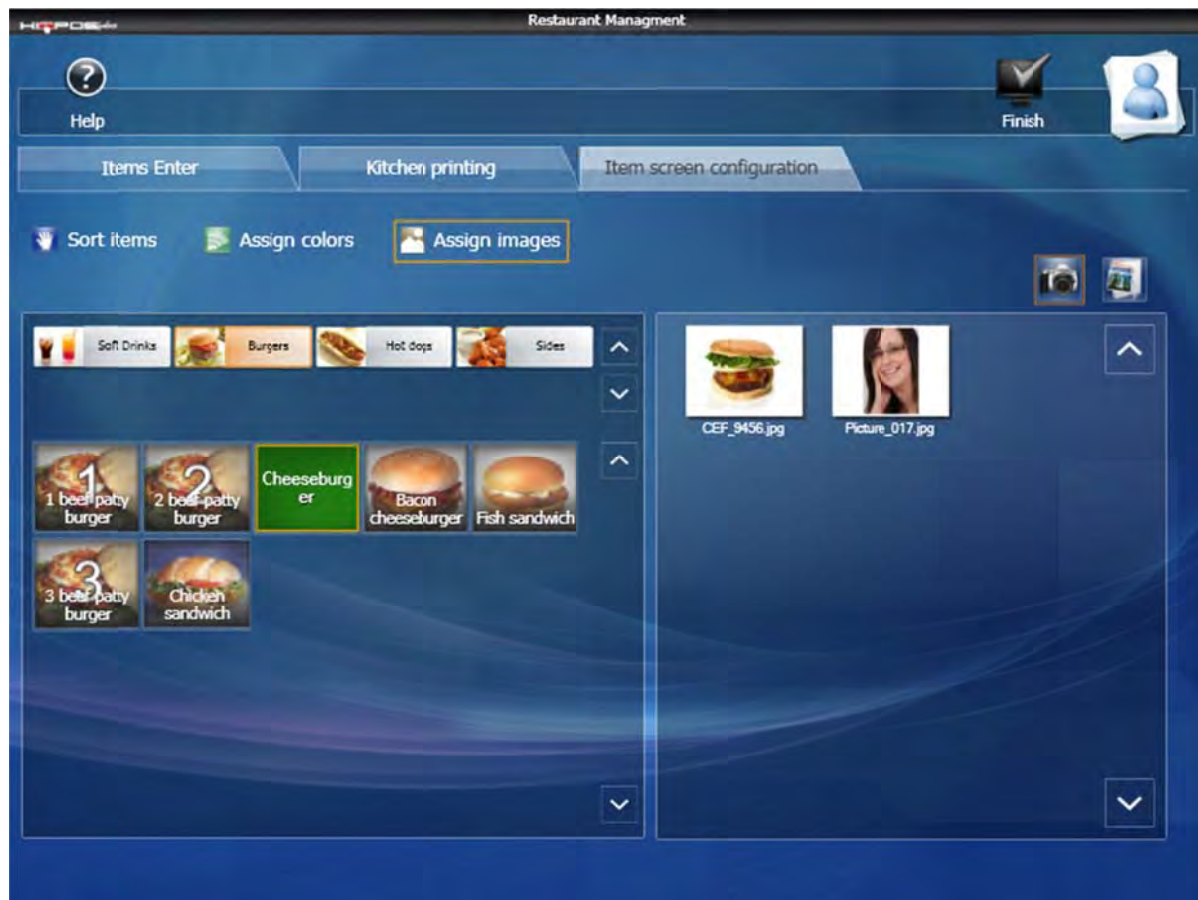 HIOPOS
Restaurant Managment
?
Help
Finish
Items Enter
Kitchen printing
Item screen configuration
Sort items
Assign colors
Assign images
Soft Drinks
Burgers
Hot dogs
Sides
CEF_9456.jpg
Picture_017.jpg
1
1 beef patty
burger
2
2 beef patty
burger
Cheeseburg
er
Bacon
cheeseburger
Fish sandwich
3
3 beef patty
burger
Chicken
sandwich